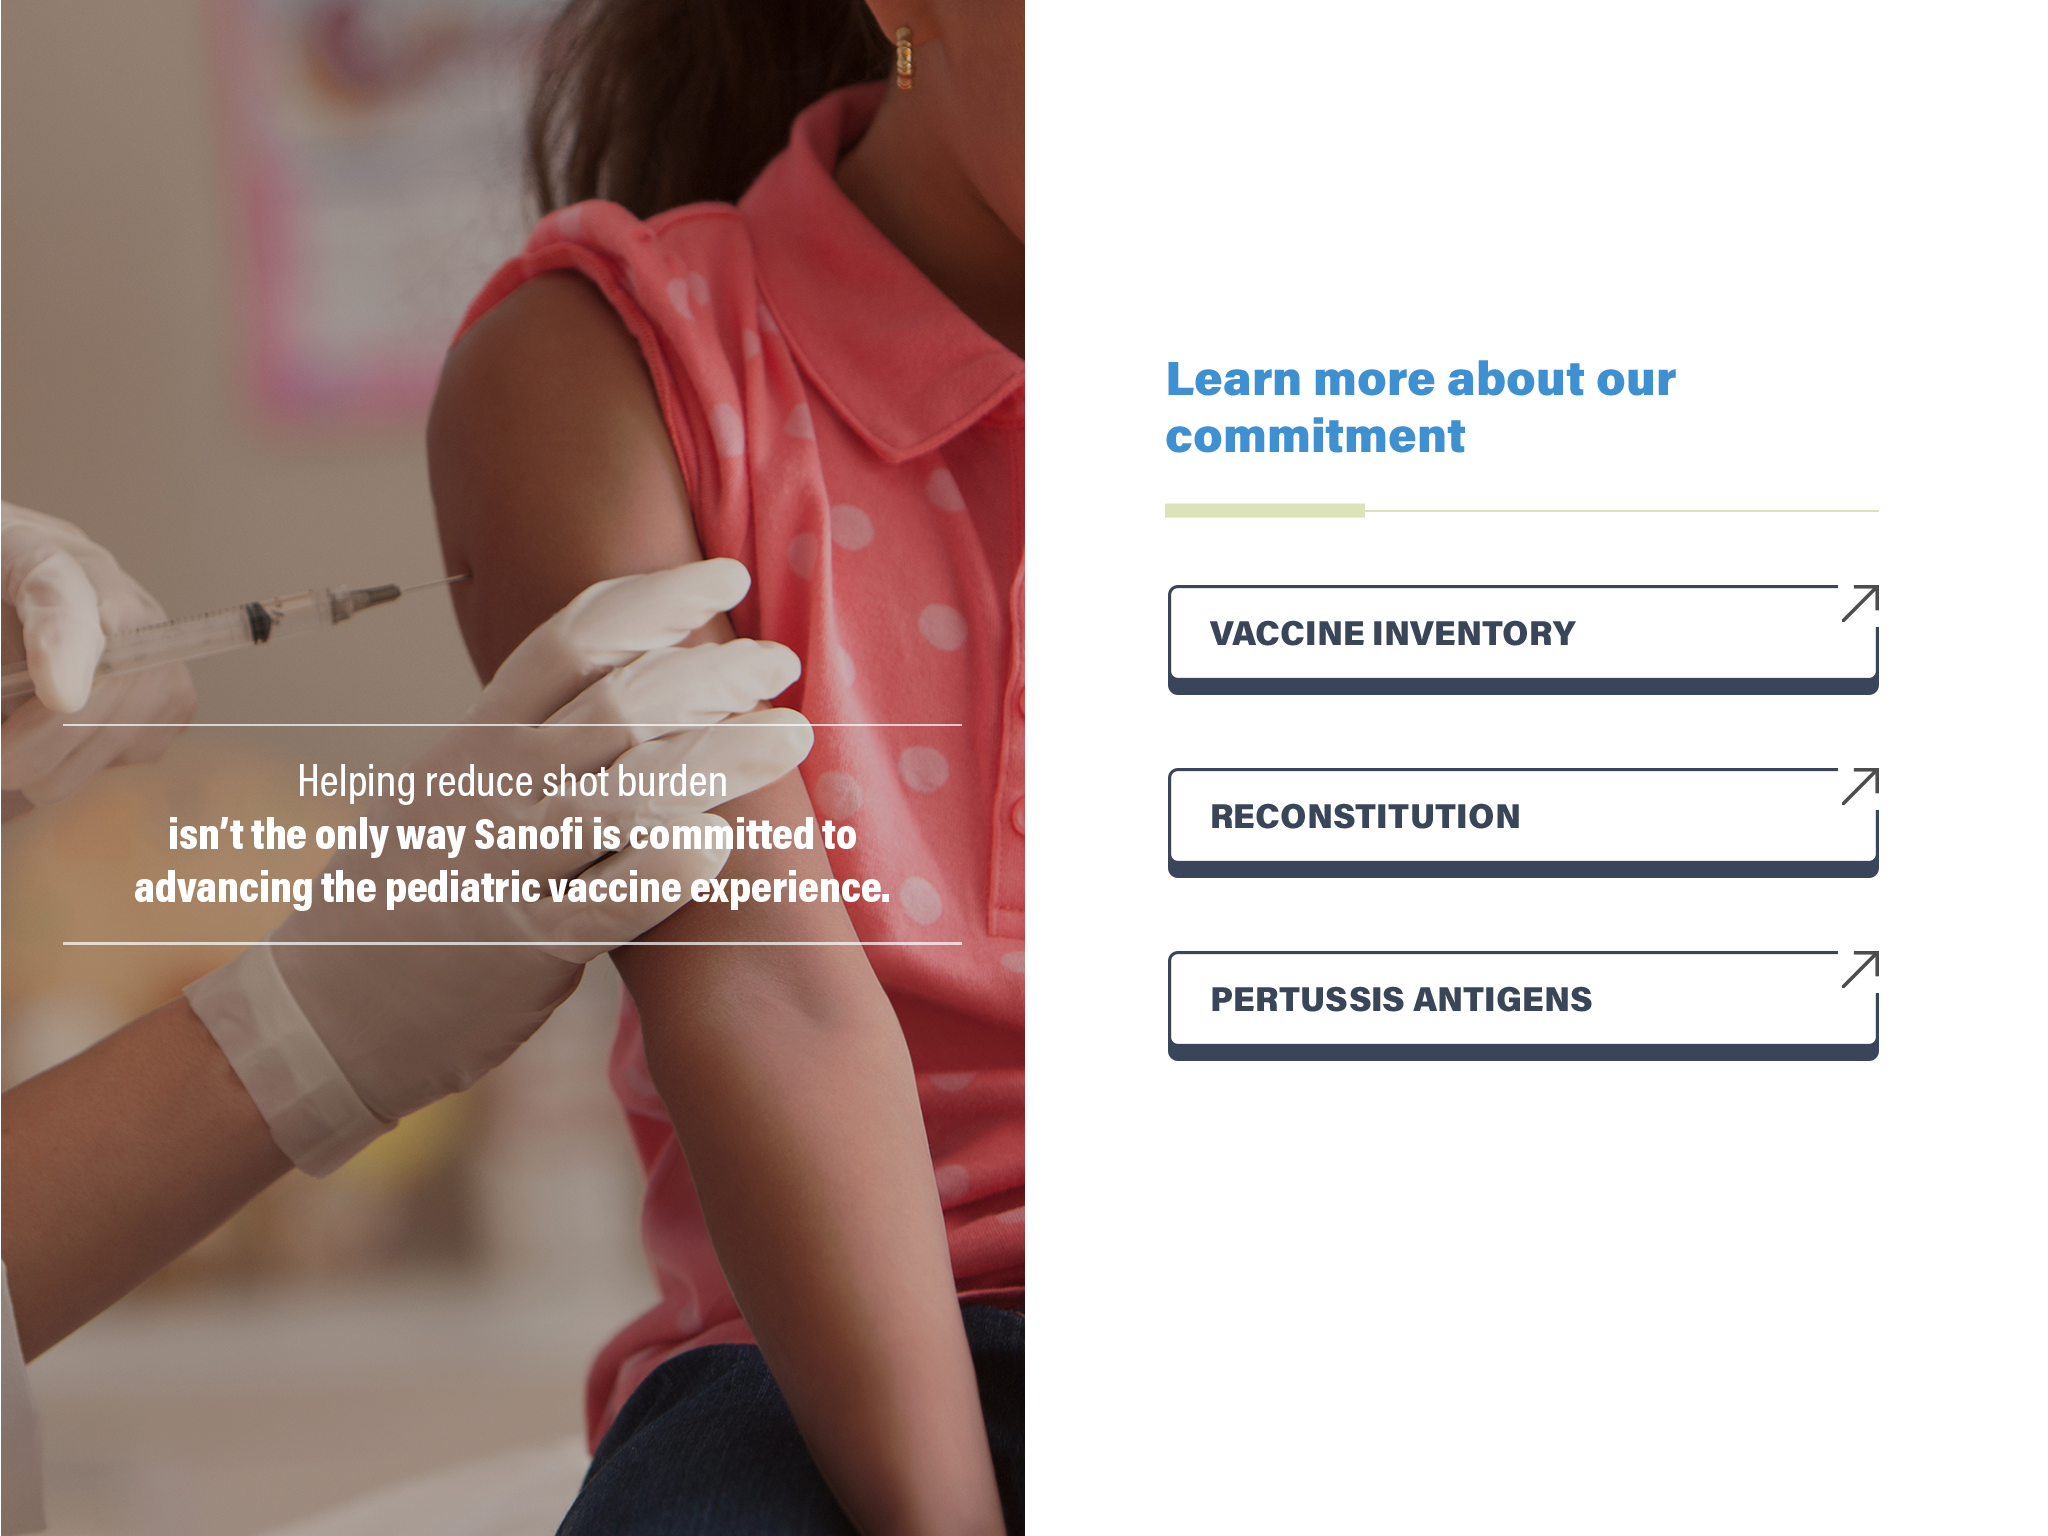 Helping reduce shot burden
isn’t the only way Sanofi is committed to
advancing the pediatric vaccine experience.
Learn more about our
commitment
VACCINE INVENTORY
RECONSTITUTION
PERTUSSIS ANTIGENS